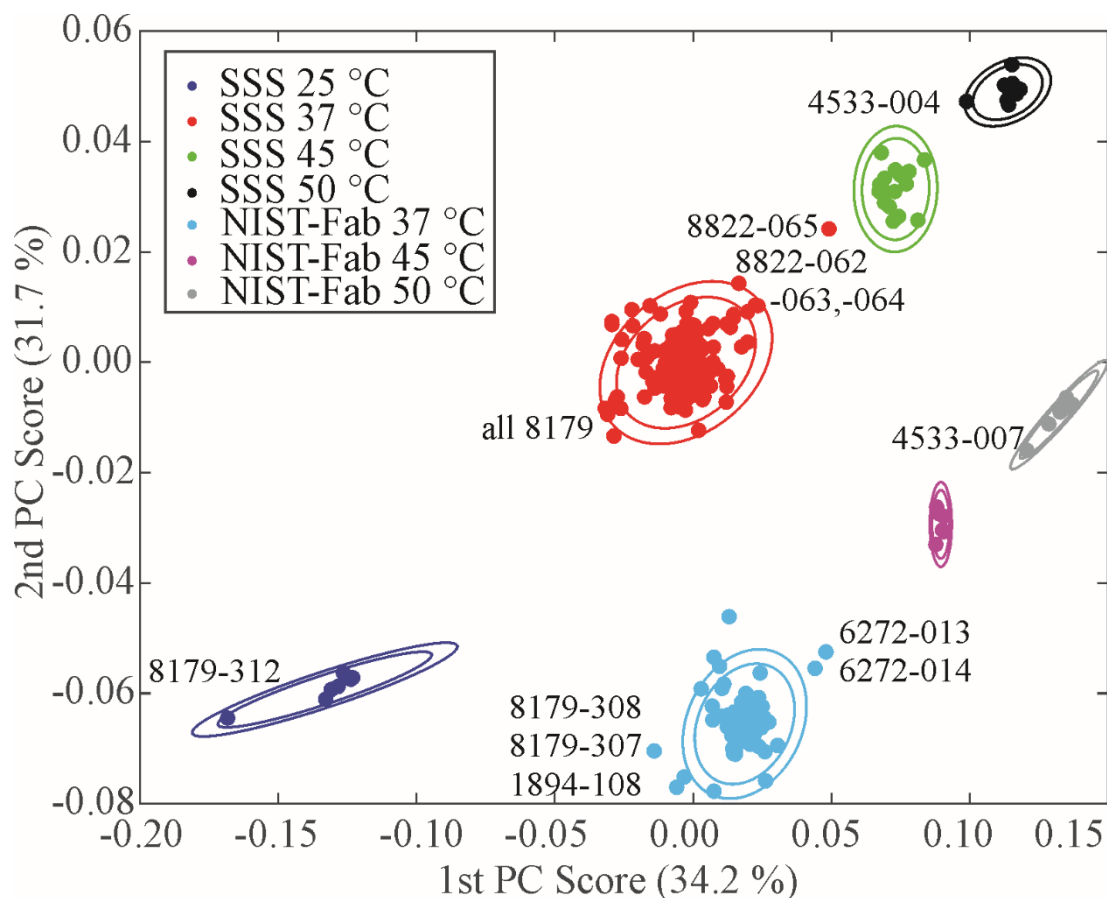 0.06
0.04
0.02
0.00
-0.02
-0.04
-0.06
-0.08
2nd PC Score (31.7 %)
SSS 25 °C
SSS 37 °C
SSS 45 °C
SSS 50 °C
NIST-Fab 37 °C
NIST-Fab 45 °C
NIST-Fab 50 °C
4533-004
8822-065
8822-062
-063,-064
all 8179
4533-007
8179-312
6272-013
6272-014
8179-308
8179-307
1894-108
-0.20 -0.15 -0.10 -0.05 0.00 0.05 0.10 0.15
1st PC Score (34.2 %)